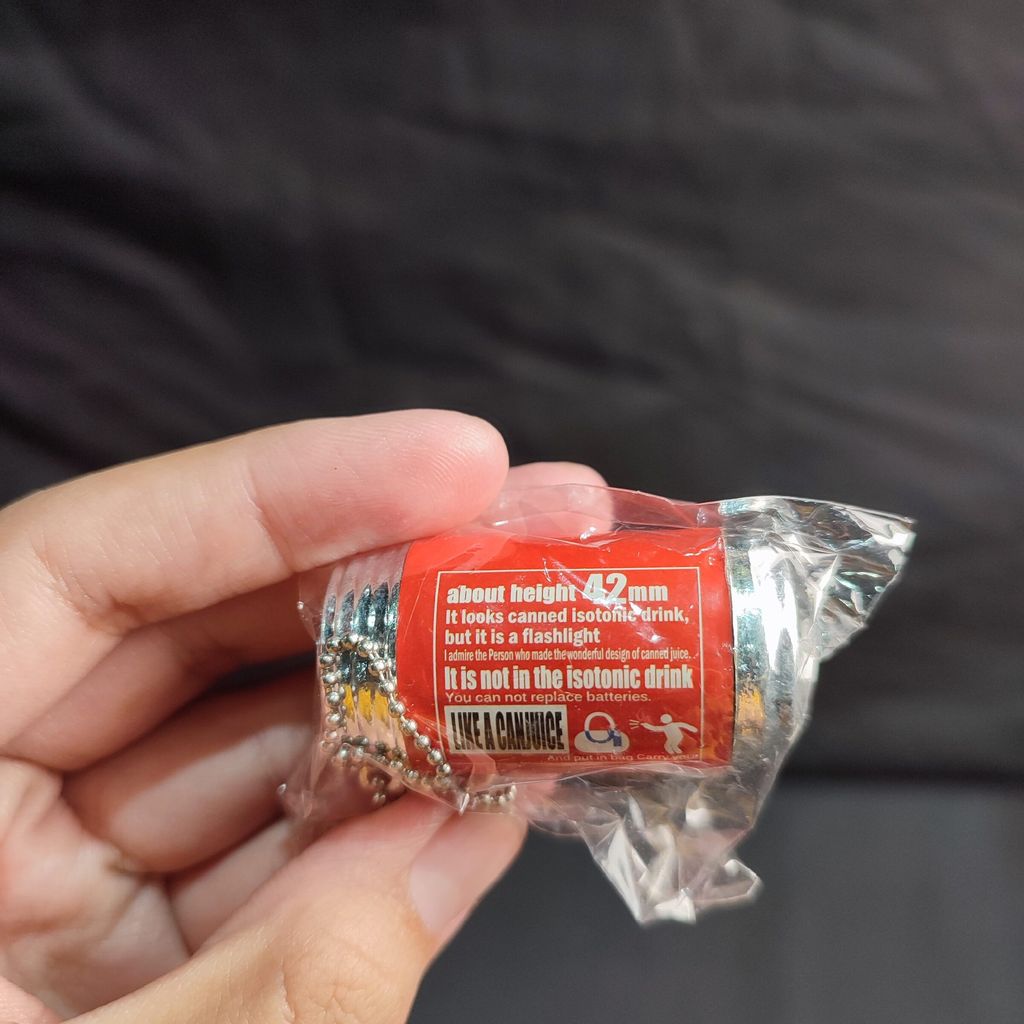 about height 42mm
It looks canned isotonic drink,
but it is a flashlight
I admire the Person who made the wonderful design of canned juice.
It is not in the isotonic drink
You can not replace batteries.
LIKE A CANJUICE
And put in bag Carry your